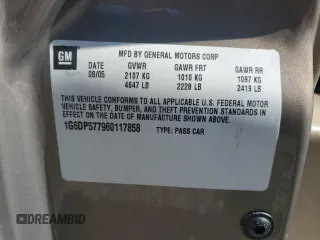 GM
MFD BY GENERAL MOTORS CORP
DATE GVWR GAWR FRT GAWR RR
08/05 2107 KG 1010 KG 1097 KG
4647 LB 2228 LB 2419 LB
THIS VEHICLE CONFORMS TO ALL APPLICABLE U.S. FEDERAL MOTOR
VEHICLE SAFETY, BUMPER, AND THEFT PREVENTION STANDARDS IN
EFFECT ON THE DATE OF MANUFACTURE SHOWN ABOVE.
1G6DP577960117858 TYPE: PASS CAR
DREAMBID